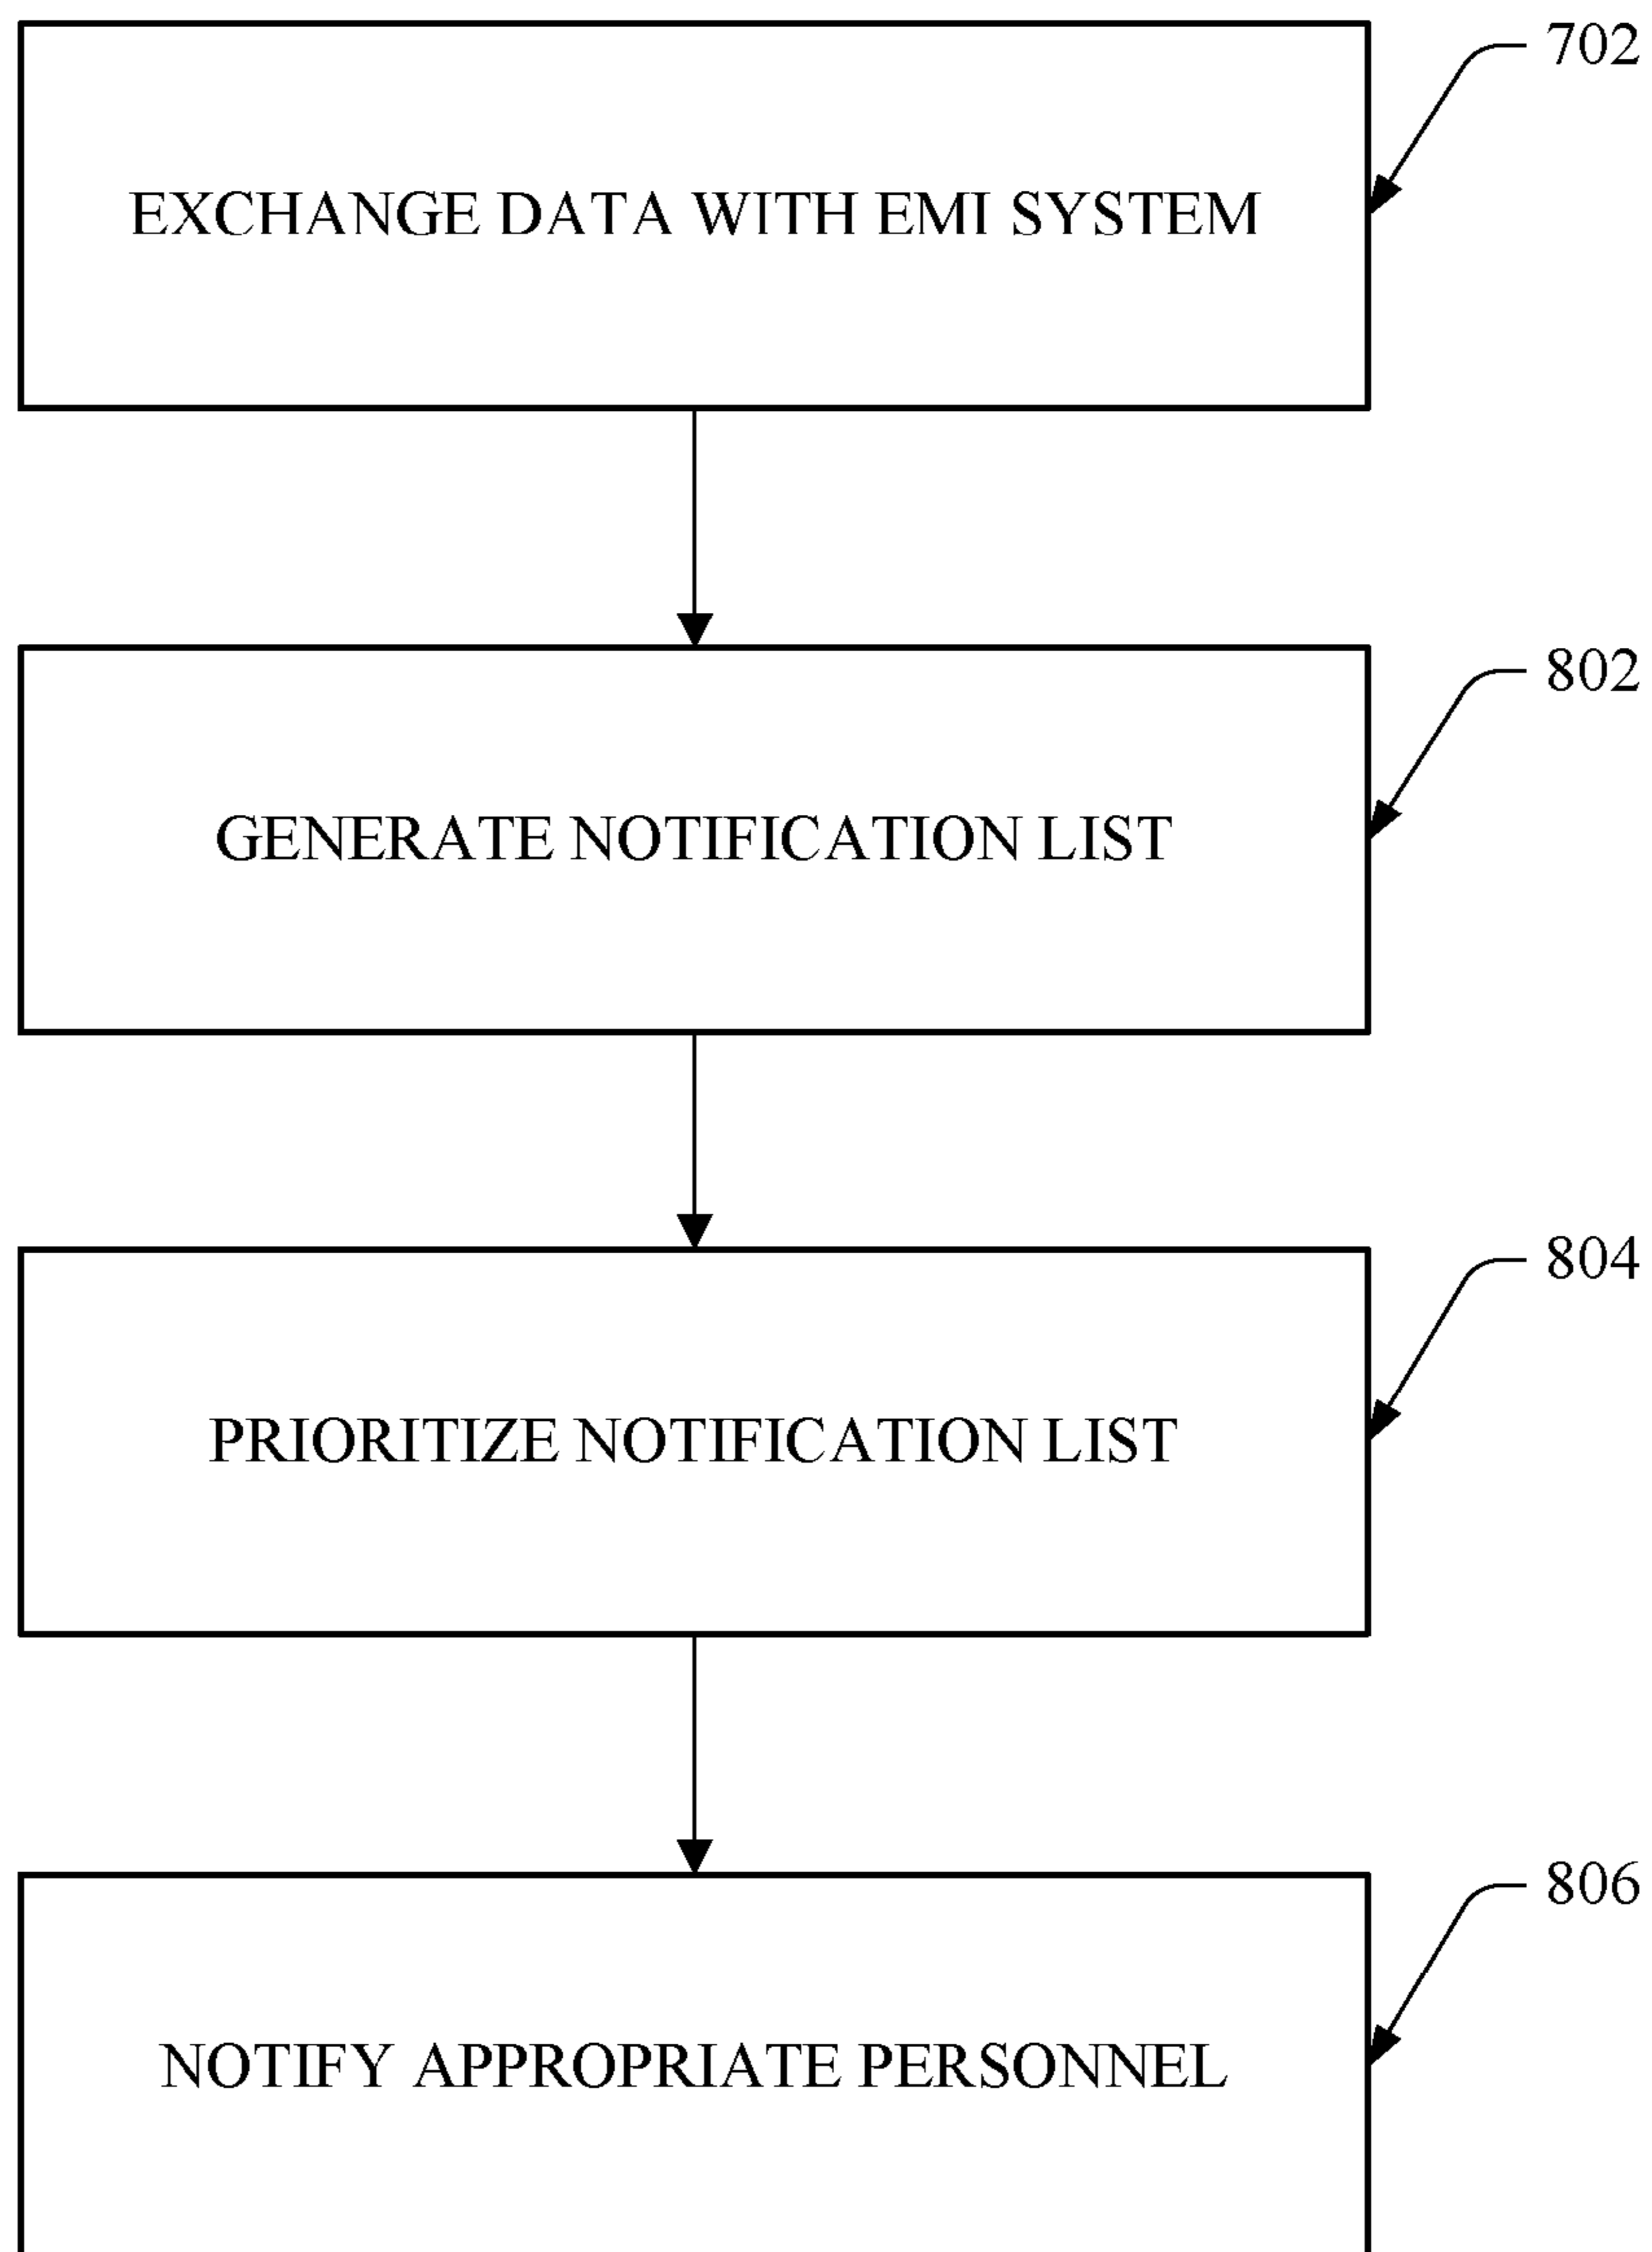 702
EXCHANGE DATA WITH EMI SYSTEM
802
GENERATE NOTIFICATION LIST
804
PRIORITIZE NOTIFICATION LIST
806
NOTIFY APPROPRIATE PERSONNEL